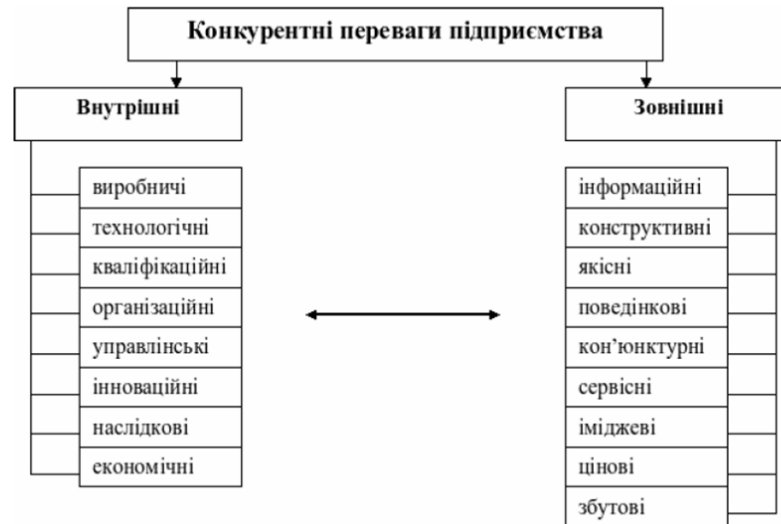 Конкурентні переваги підприємства
Внутрішні
виробничі
технологічні
кваліфікаційні
організаційні
управлінські
інноваційні
наслідкові
економічні
Зовнішні
інформаційні
конструктивні
якісні
поведінкові
кон’юнктурні
сервісні
іміджеві
цінові
збутові